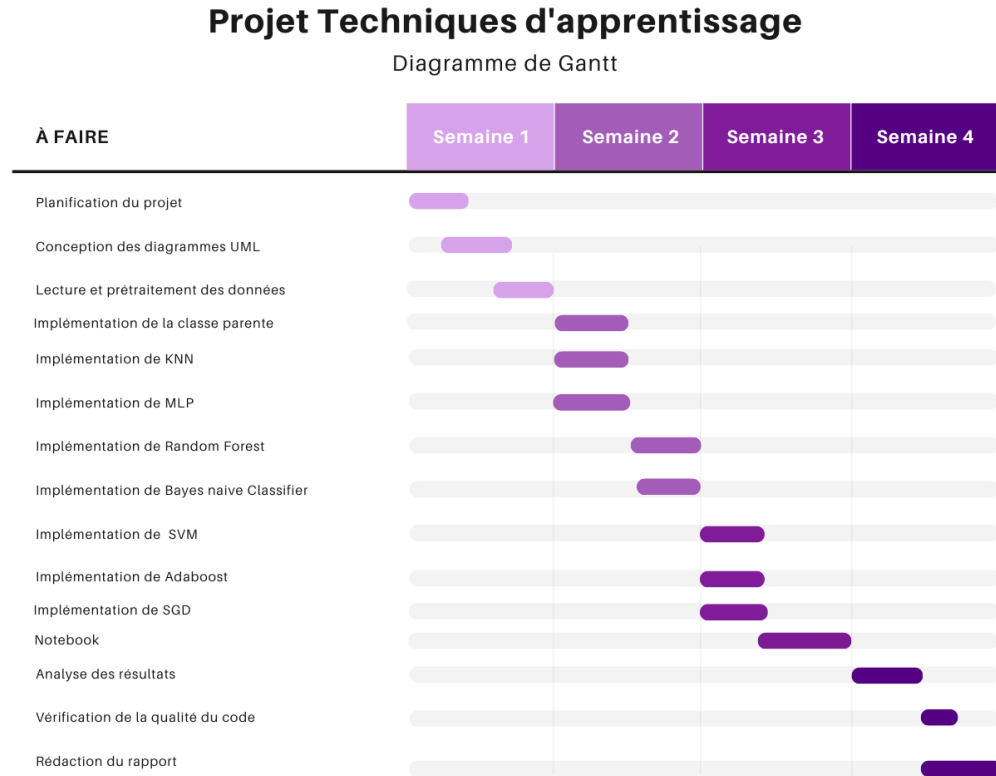 Projet Techniques d'apprentissage
Diagramme de Gantt
À FAIRE Semaine 1 Semaine 2 Semaine 3 Semaine 4
Planification du projet
Conception des diagrammes UML
Lecture et prétraitement des données
Implémentation de la classe parente
Implémentation de KNN
Implémentation de MLP
Implémentation de Random Forest
Implémentation de Bayes naive Classifier
Implémentation de  SVM
Implémentation de Adaboost
Implémentation de SGD
Notebook
Analyse des résultats
Vérification de la qualité du code
Rédaction du rapport